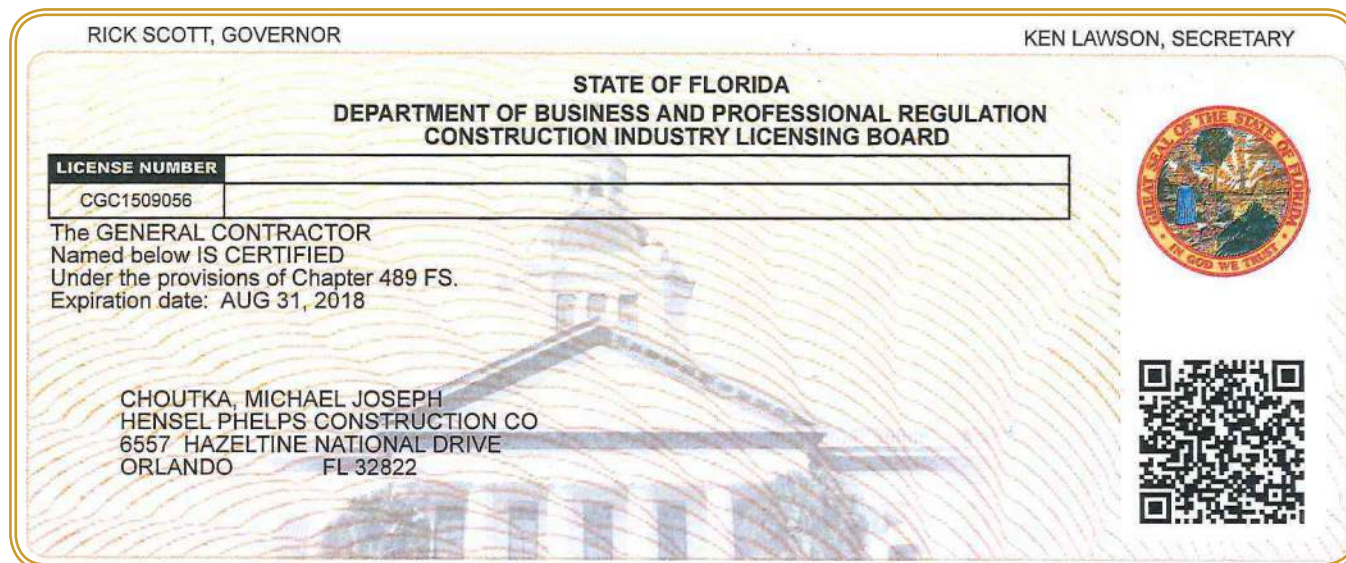 RICK SCOTT, GOVERNOR
KEN LAWSON, SECRETARY
STATE OF FLORIDA
DEPARTMENT OF BUSINESS AND PROFESSIONAL REGULATION
CONSTRUCTION INDUSTRY LICENSING BOARD
LICENSE NUMBER
CGC1509056
The GENERAL CONTRACTOR
Named below IS CERTIFIED
Under the provisions of Chapter 489 FS.
Expiration date: AUG 31, 2018
CHOUTKA, MICHAEL JOSEPH
HENSEL PHELPS CONSTRUCTION CO
6557 HAZELTINE NATIONAL DRIVE
ORLANDO FL 32822
GREAT SEAL OF THE STATE OF FLORIDA
IN GOD WE TRUST